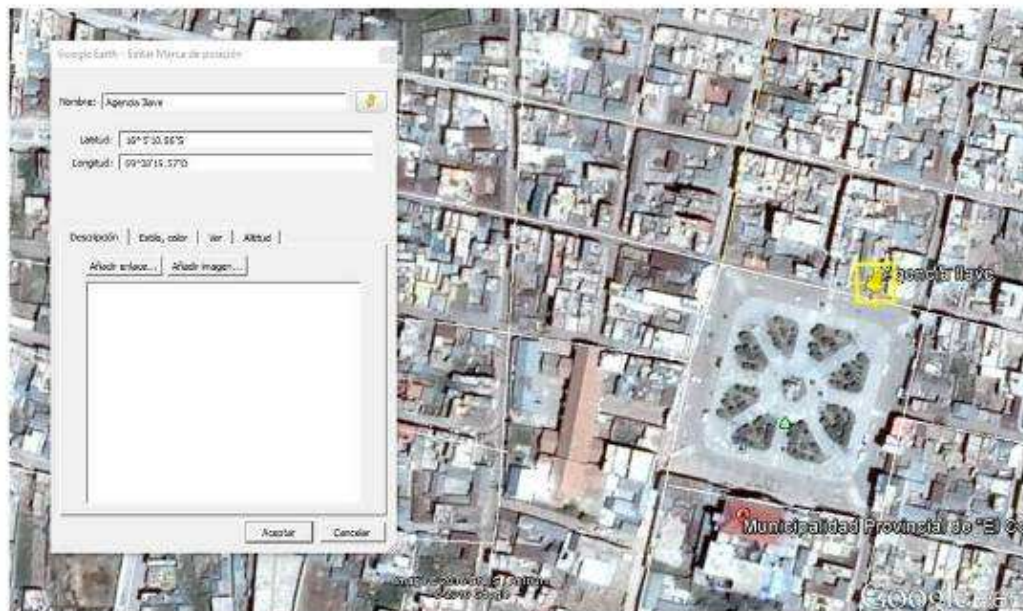 Google Earth - Editar Marca de posición
Nombre: Agencia Ilave
Latitud:
Longitud:
Descripción Estilo, color Ver Altitud
Añadir enlace... Añadir imagen...
Aceptar Cancelar
Agencia Ilave
Municipalidad Provincial de "El Co